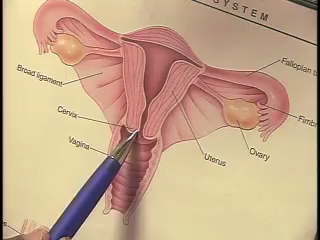 SYSTEM
Fallopian
Broad ligament
Cervix
Vagina
Uterus
Ovary